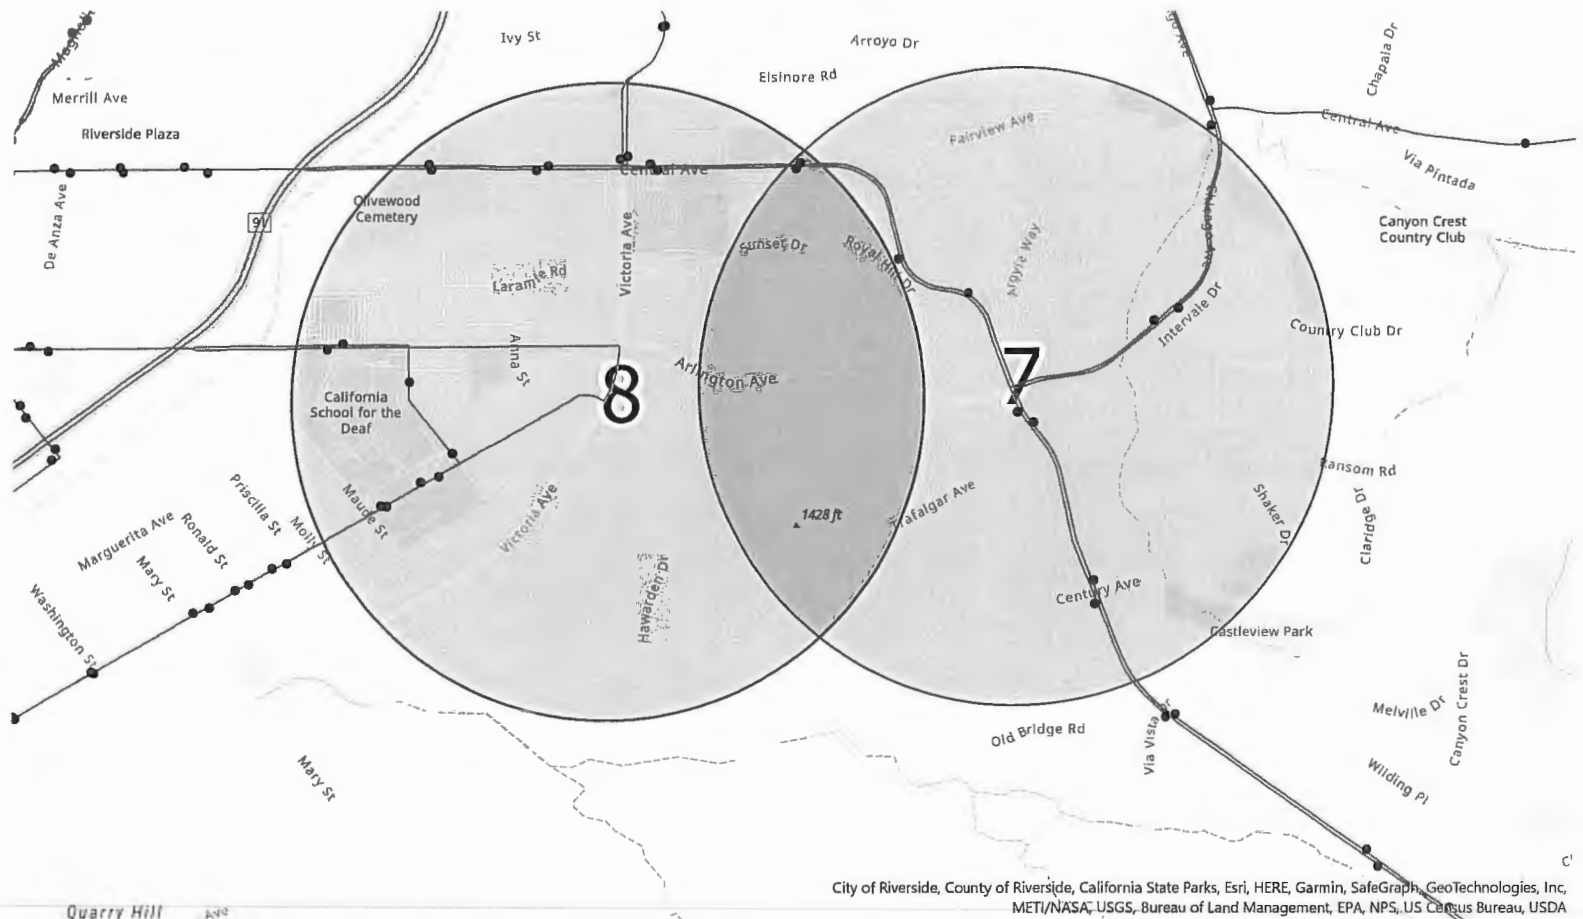 Ivy St
Arroyo Dr
Elsinore Rd
Chapala Dr
Merrill Ave
Riverside Plaza
Fairview Ave
Central Ave
Via Pintada
Central Ave
De Anza Ave
91
Olivewood
Cemetery
Victoria Ave
Sunset Dr
Royal Hill Dr
Argyle Way
Chicago Ave
Canyon Crest
Country Club
Laramie Rd
Intervale Dr
Country Club Dr
Anna St
Arlington Ave
8
7
California
School for the
Deaf
Ransom Rd
Priscilla St
Maude St
Victoria Ave
Trafalgar Ave
Shaker Dr
Claridge Dr
1428 ft
Marguerita Ave
Ronald St
Molly St
Mary St
Washington St
Hawarden Dr
Century Ave
Castleview Park
Melville Dr
Canyon Crest Dr
Old Bridge Rd
Via Vista Dr
Mary St
Wilding Pl
City of Riverside, County of Riverside, California State Parks, Esri, HERE, Garmin, SafeGraph, GeoTechnologies, Inc,
METI/NASA, USGS, Bureau of Land Management, EPA, NPS, US Census Bureau, USDA
Quarry Hill
Ave